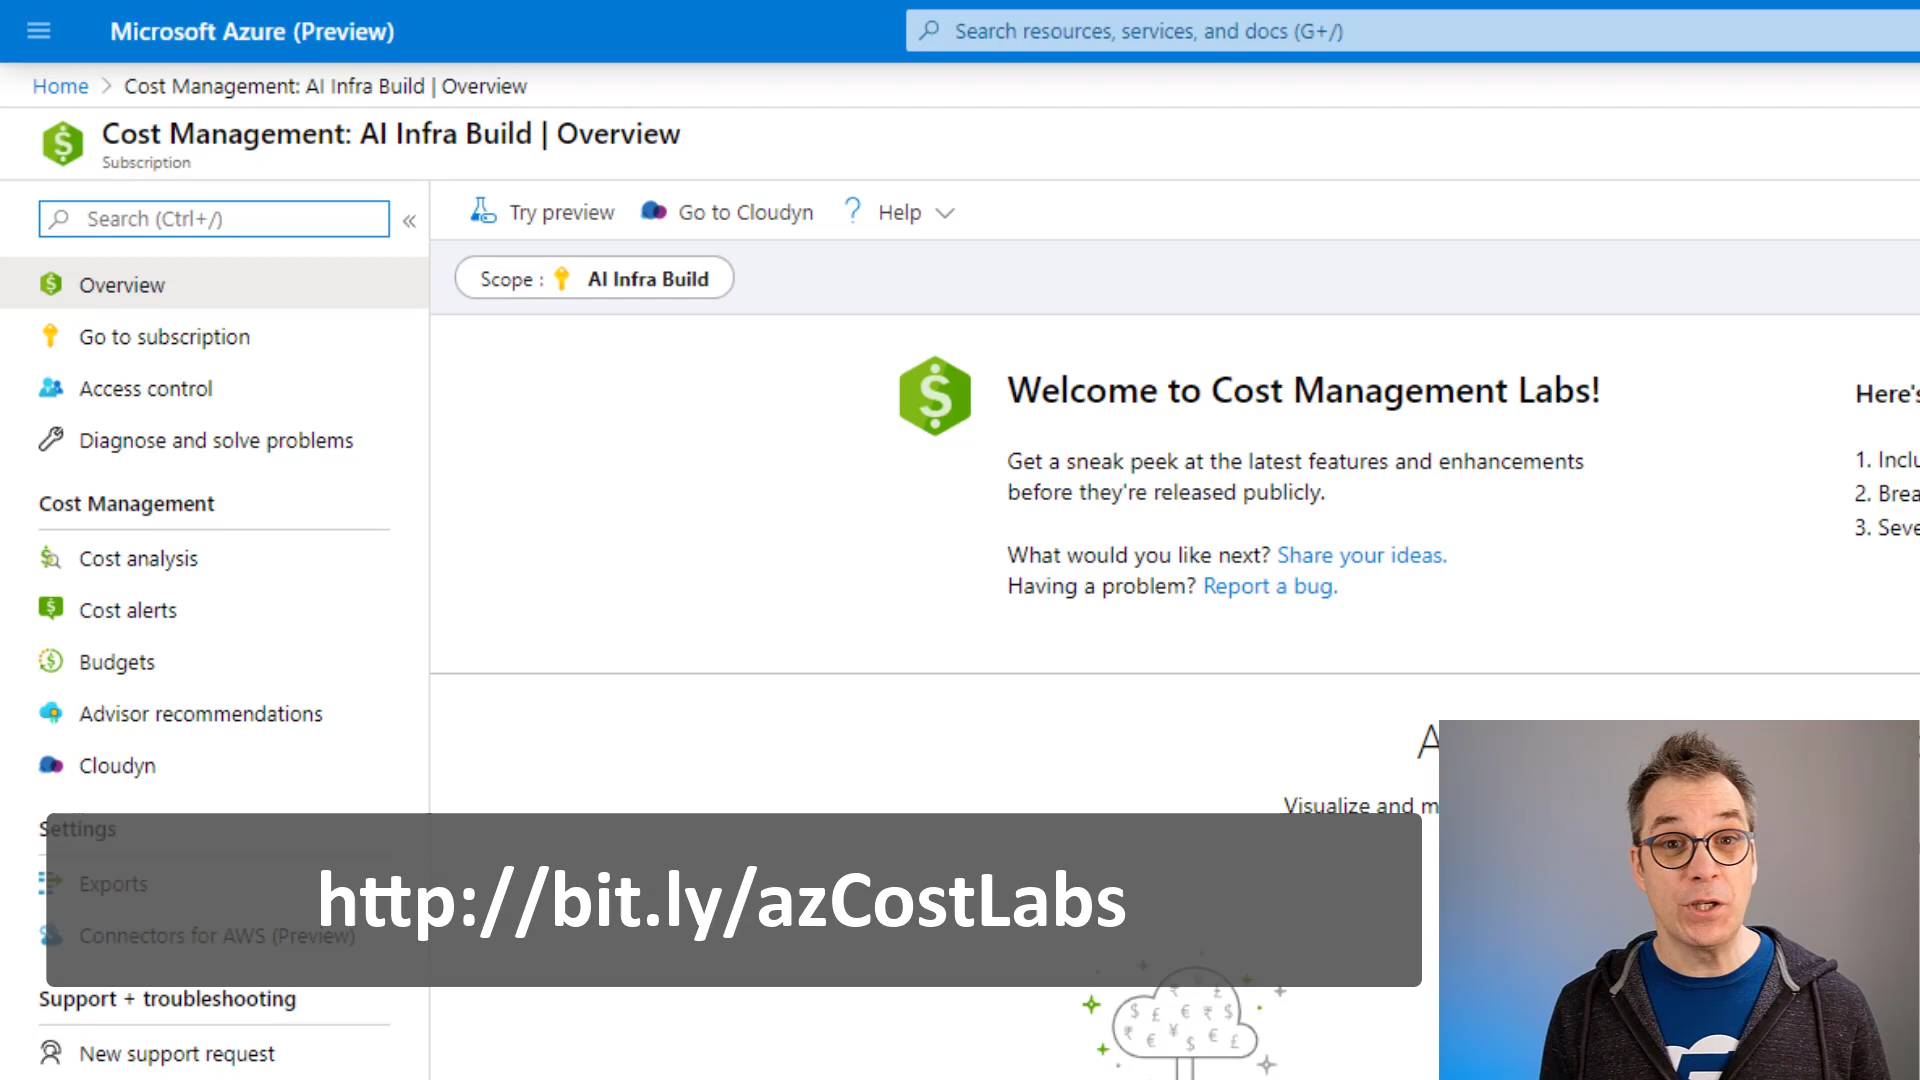 Microsoft Azure (Preview)
Search resources, services, and docs (G+/)
Home > Cost Management: AI Infra Build | Overview
Cost Management: AI Infra Build | Overview
Subscription
Search (Ctrl+/)
«
Try preview
Go to Cloudyn
? Help
Scope : AI Infra Build
Overview
Go to subscription
Access control
Diagnose and solve problems
Cost Management
Cost analysis
Cost alerts
Budgets
Advisor recommendations
Cloudyn
Settings
Exports
Connectors for AWS (Preview)
Support + troubleshooting
New support request
Welcome to Cost Management Labs!
Get a sneak peek at the latest features and enhancements
before they're released publicly.
What would you like next? Share your ideas.
Having a problem? Report a bug.
Here's
1. Inclu
2. Brea
3. Seve
A
Visualize and m
http://bit.ly/azCostLabs